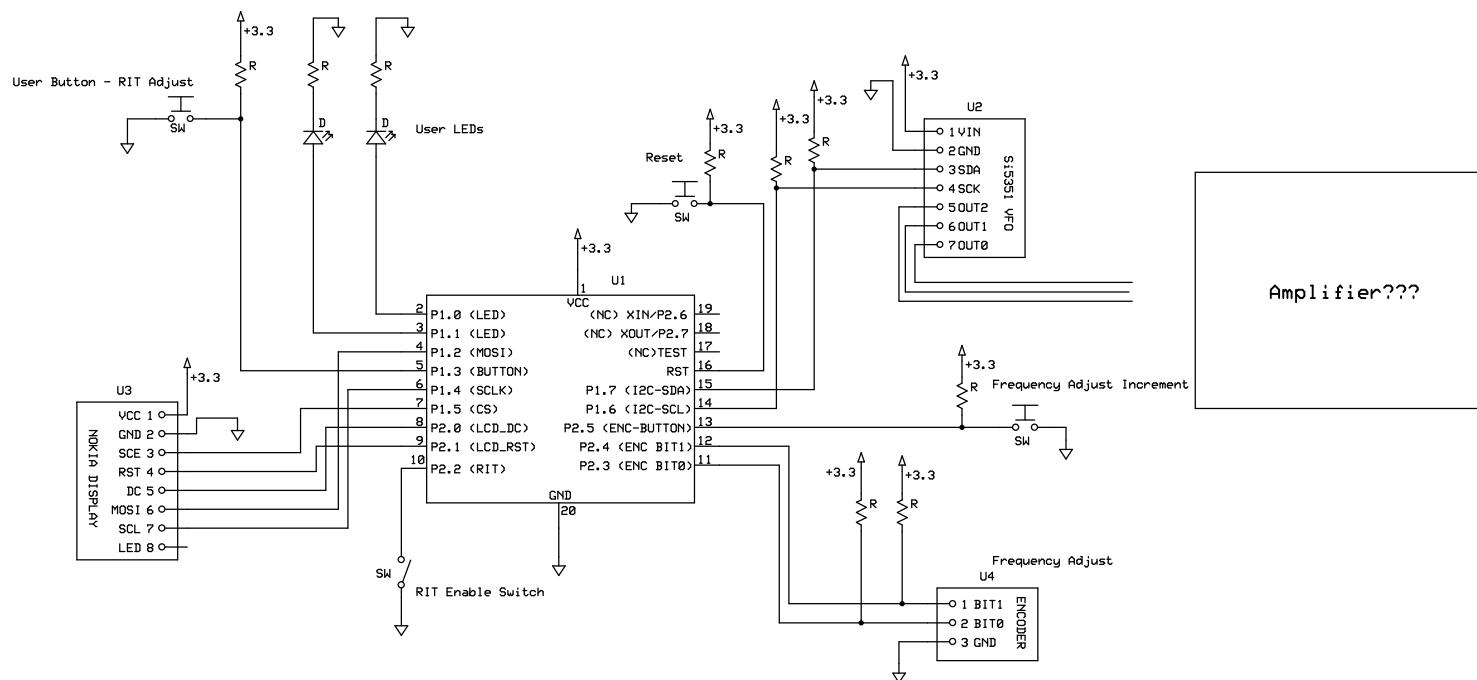 +3.3
R
User Button - RIT Adjust
SW
R
D
R
D
User LEDs
Reset
+3.3
R
SW
+3.3
R
+3.3
R
+3.3
U2
1 VIN
2 GND
3 SDA
4 SCK
5 OUT2
6 OUT1
7 OUT0
Si5351 VFO
Amplifier???
+3.3
U1
1
VCC
2 P1.0 (LED)
3 P1.1 (LED)
4 P1.2 (MOSI)
5 P1.3 (BUTTON)
6 P1.4 (SCLK)
7 P1.5 (CS)
8 P2.0 (LCD_DC)
9 P2.1 (LCD_RST)
10 P2.2 (RIT)
(NC) XIN/P2.6 19
(NC) XOUT/P2.7 18
(NC)TEST 17
RST 16
P1.7 (I2C-SDA) 15
P1.6 (I2C-SCL) 14
P2.5 (ENC-BUTTON) 13
P2.4 (ENC BIT1) 12
P2.3 (ENC BIT0) 11
GND
20
U3
+3.3
VCC 1
GND 2
SCE 3
RST 4
DC 5
MOSI 6
SCL 7
LED 8
NOKIA DISPLAY
SW
RIT Enable Switch
+3.3
R
Frequency Adjust Increment
SW
+3.3
R
+3.3
R
Frequency Adjust
U4
1 BIT1
2 BIT0
3 GND
ENCODER